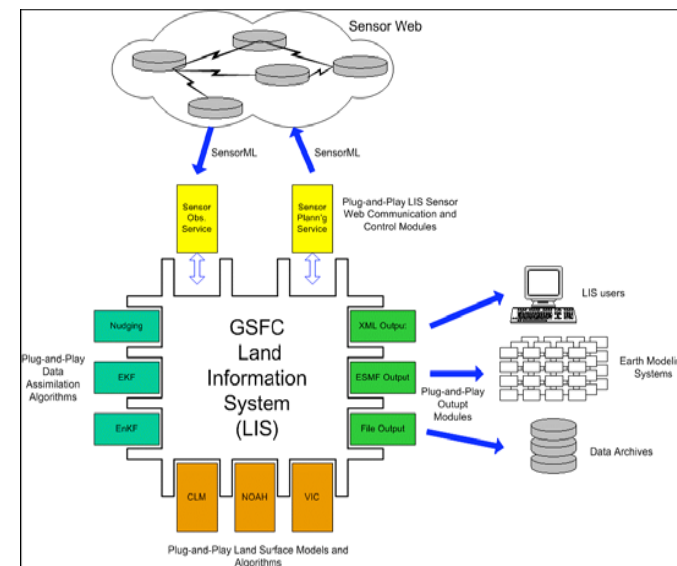 Sensor Web
SensorML
SensorML
Sensor
Obs.
Service
Sensor
Plann'g
Service
Plug-and-Play LIS Sensor
Web Communication and
Control Modules
Nudging
EKF
EnKF
Plug-and-Play
Data
Assimilation
Algorithms
GSFC
Land
Information
System
(LIS)
XML Output
ESMF Output
File Output
LIS users
Earth Modeling
Systems
Plug-and-Play
Outupt
Modules
Data Archives
CLM
NOAH
VIC
Plug-and-Play Land Surface Models and
Algorithms